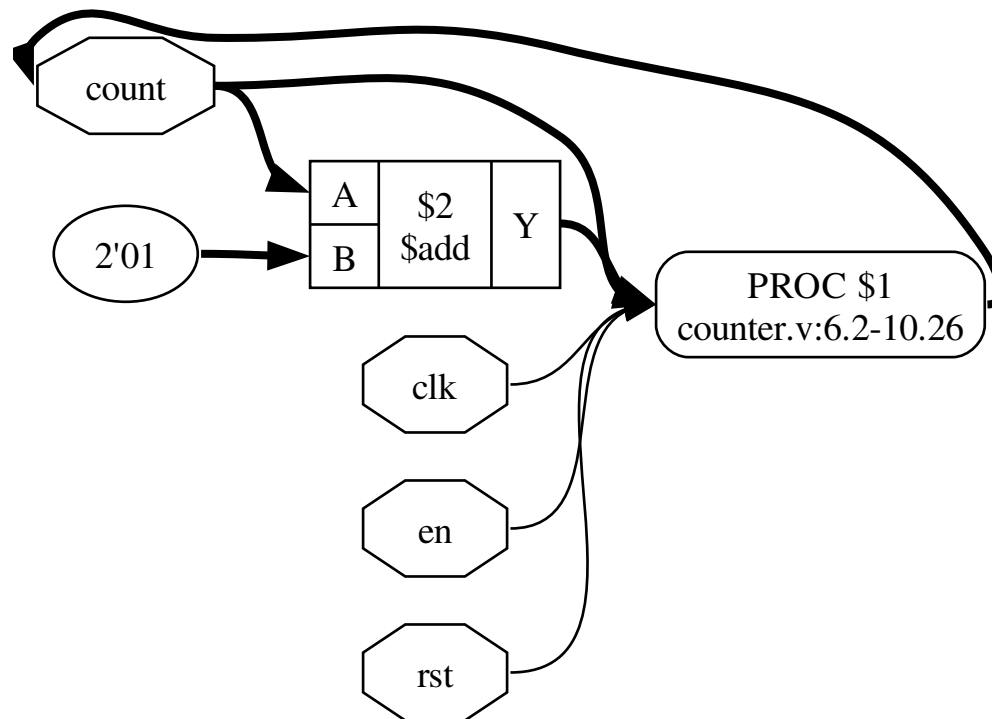 count
A
$2
$add
Y
B
2'01
PROC $1
counter.v:6.2-10.26
clk
en
rst